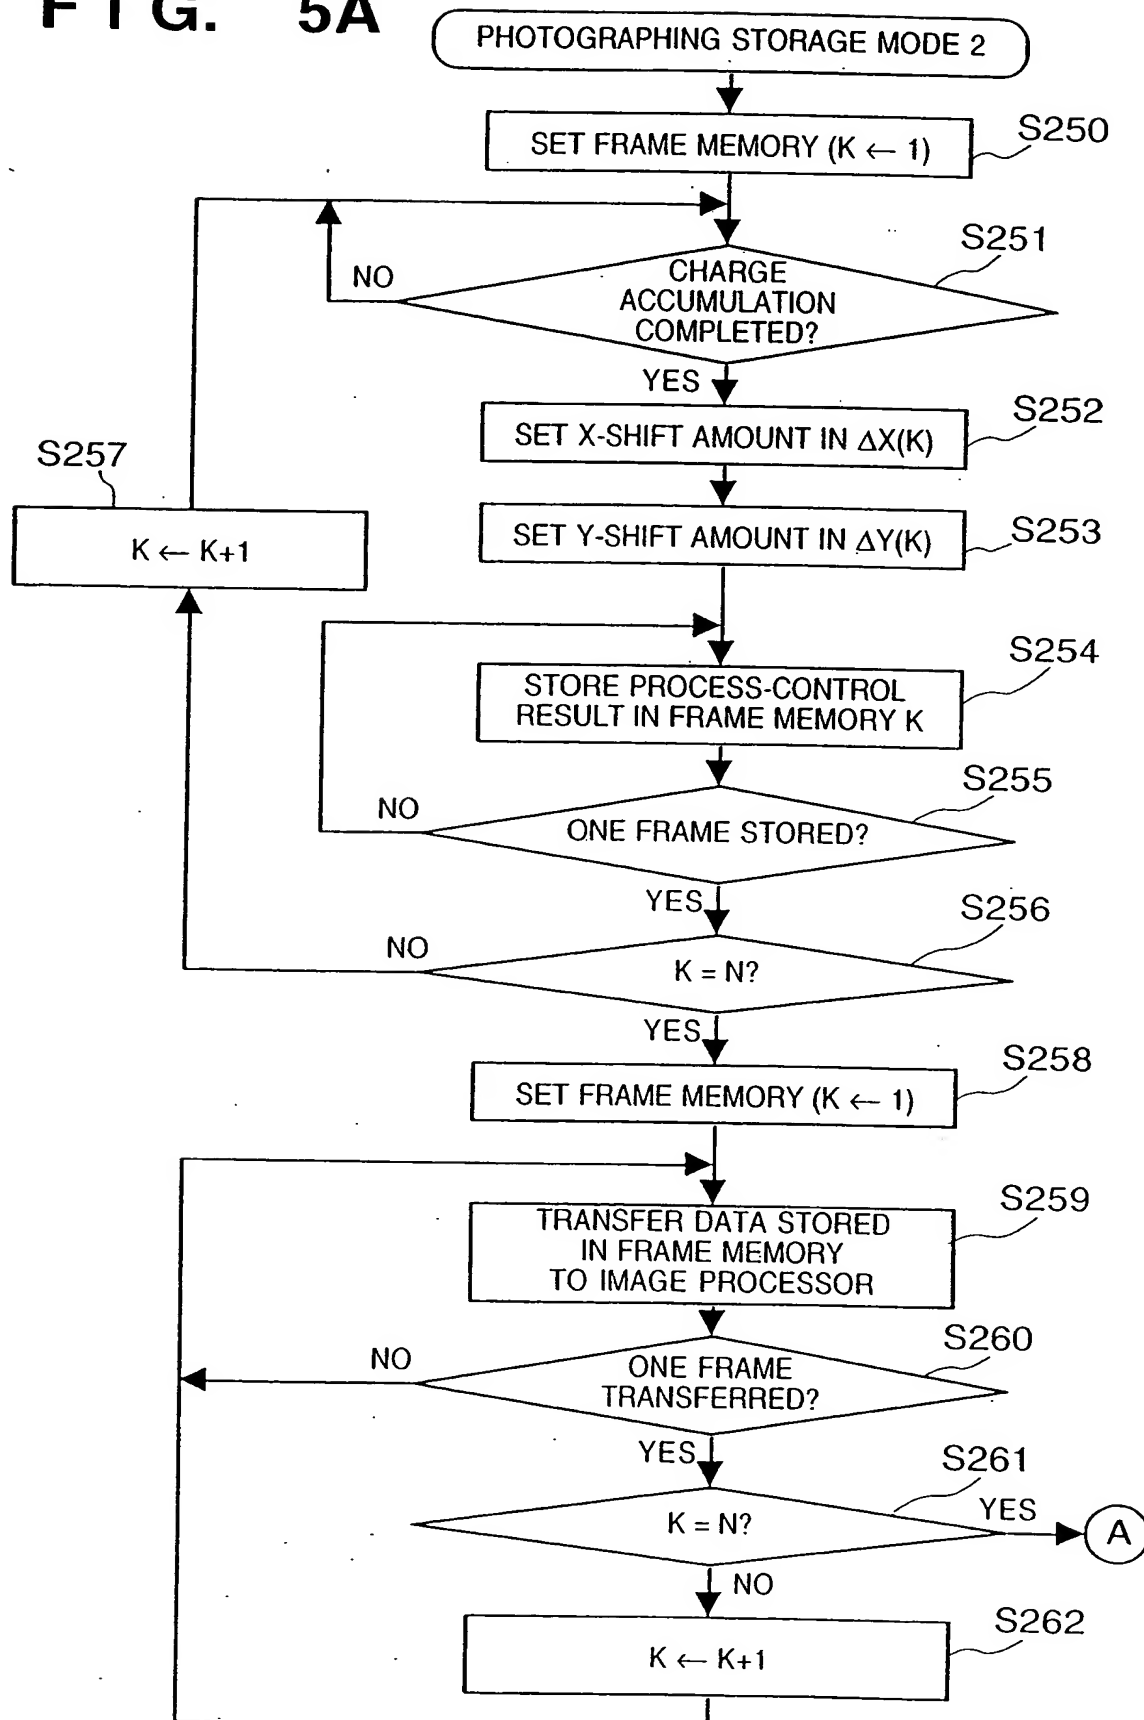 FIG. 5A
PHOTOGRAPHING STORAGE MODE 2
SET FRAME MEMORY (K ← 1)
S250
S251
NO
CHARGE
ACCUMULATION
COMPLETED?
YES
SET X-SHIFT AMOUNT IN ΔX(K)
S252
S257
K ← K+1
SET Y-SHIFT AMOUNT IN ΔY(K)
S253
S254
STORE PROCESS-CONTROL
RESULT IN FRAME MEMORY K
S255
NO
ONE FRAME STORED?
YES
S256
NO
K = N?
YES
S258
SET FRAME MEMORY (K ← 1)
S259
TRANSFER DATA STORED
IN FRAME MEMORY
TO IMAGE PROCESSOR
S260
NO
ONE FRAME
TRANSFERRED?
YES
S261
K = N?
YES
A
NO
S262
K ← K+1